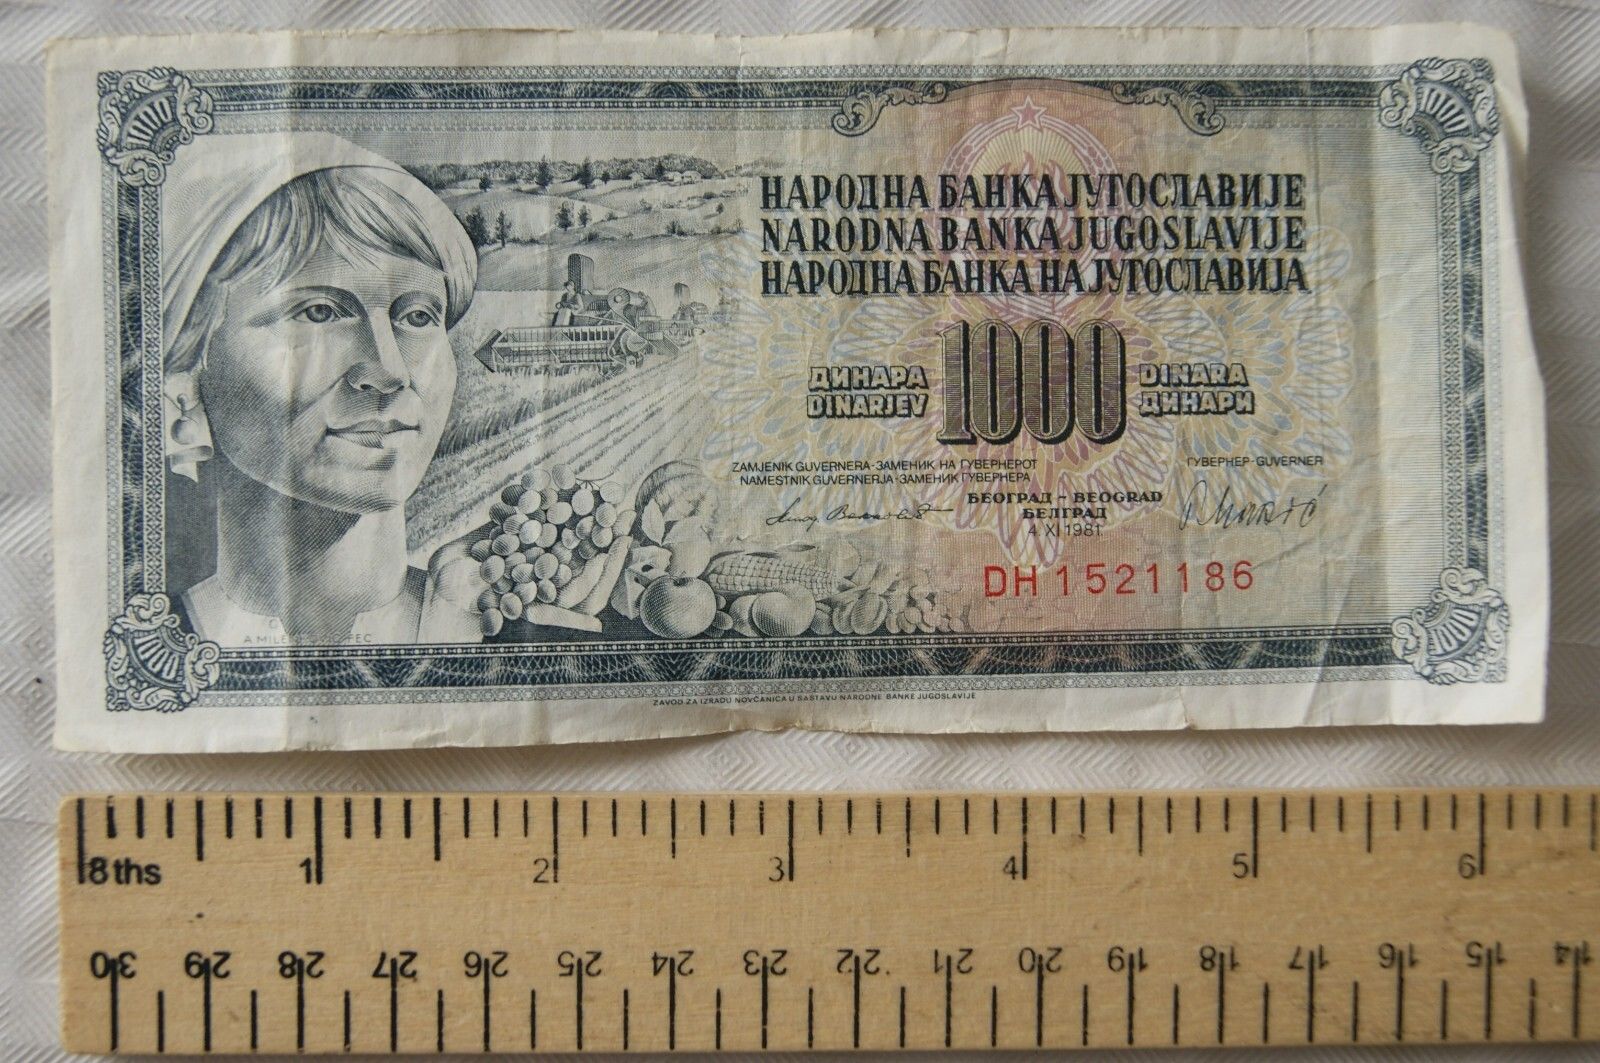 НАРОДНА БАНКА ЈУГОСЛАВИЈЕ
NARODNA BANKA JUGOSLAVIJE
НАРОДНА БАНКА НА ЈУГОСЛАВИЈА
ДИНАРА 1000 DINARA
DINARJEV ДИНАРИ
ZAMJENIK GUVERNERA-ЗАМЕНИК НА ГУВЕРНЕРОТ ГУВЕРНЕР-GUVERNER
NAMESTNIK GUVERNERJA-ЗАМЕНИК ГУВЕРНЕРА
БЕОГРАД - BEOGRAD
БЕЛГРАД
4. XI 1981.
DH 1521186
ZAVOD ZA IZRADU NOVČANICA U SASTAVU NARODNE BANKE JUGOSLAVIJE
1 2 3 4 5 6
8ths
30 29 28 27 26 25 24 23 22 21 20 19 18 17 16 15 14